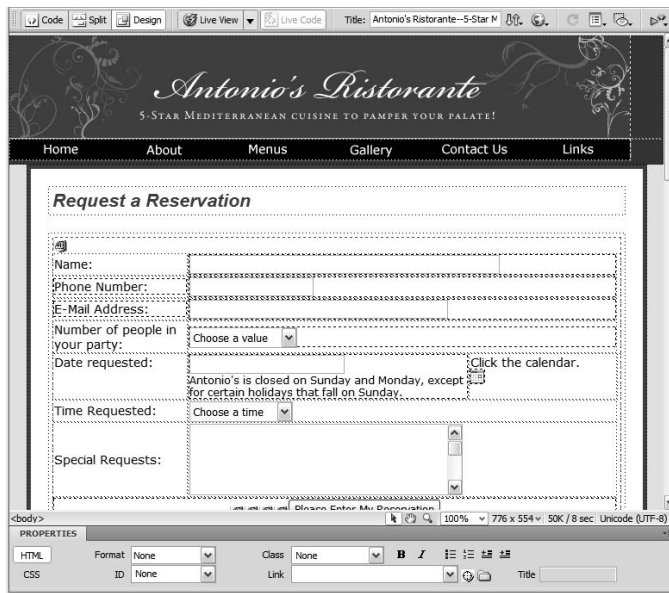 Code Split Design Live View Live Code Title: Antonio's Ristorante--5-Star M
Antonio's Ristorante
5-Star Mediterranean cuisine to pamper your palate!
Home About Menus Gallery Contact Us Links
Request a Reservation
Name:
Phone Number:
E-Mail Address:
Number of people in
your party:
Choose a value
Date requested:
Click the calendar.
Antonio's is closed on Sunday and Monday, except
for certain holidays that fall on Sunday.
Time Requested:
Choose a time
Special Requests:
Please Enter My Reservation
<body> 100% 776 x 554 50K / 8 sec Unicode (UTF-8)
PROPERTIES
HTML Format None Class None B I
CSS ID None Link Title